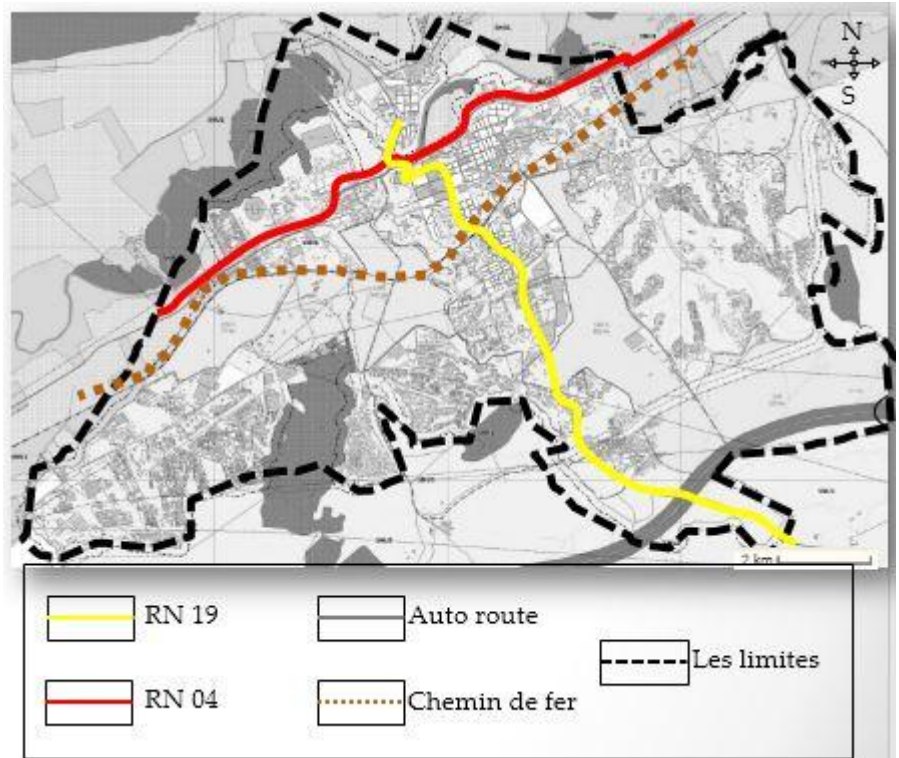 N
S
2 km
RN 19
Auto route
Les limites
RN 04
Chemin de fer